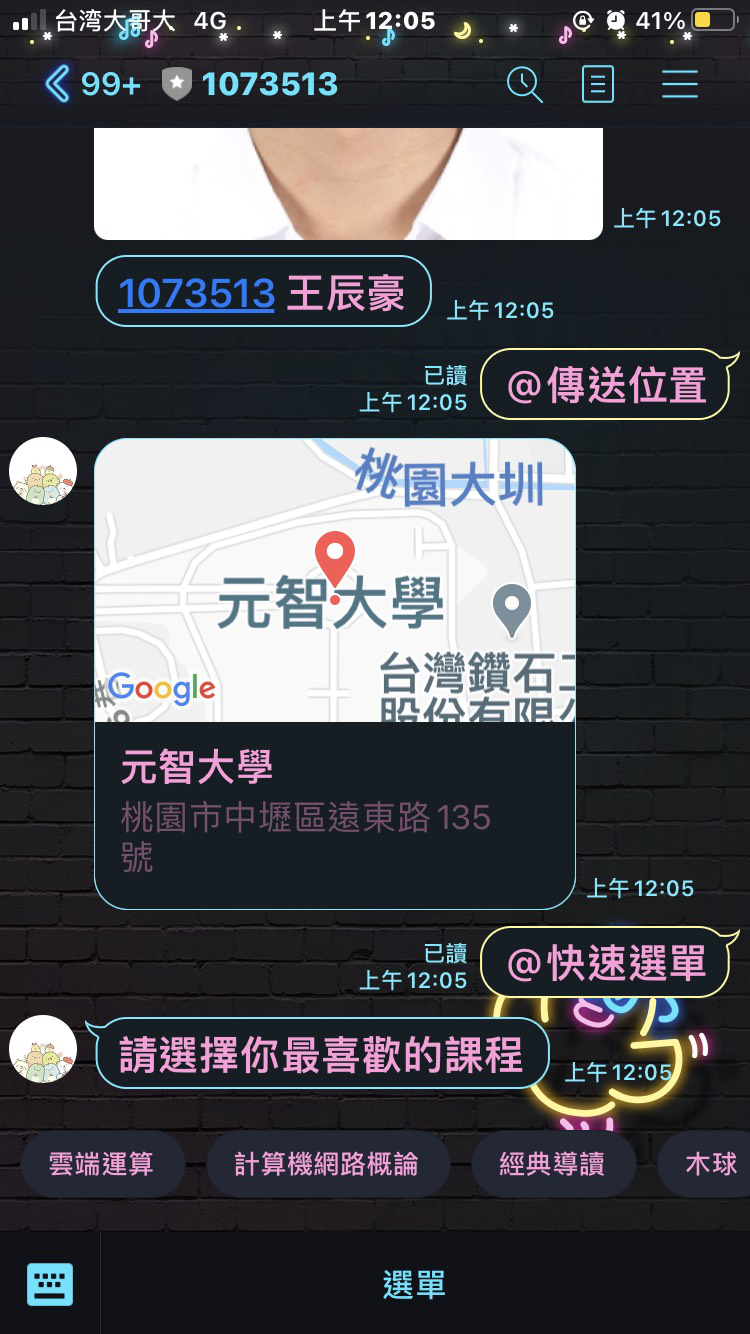 台湾大哥大 4G 上午12:05 41%
99+ 1073513
上午12:05
1073513 王辰豪
上午12:05
已讀
上午12:05
@傳送位置
桃園大圳
元智大學
台灣鑽石工
股份有限公
Google
元智大學
桃園市中壢區遠東路135
號
上午12:05
已讀
上午12:05
@快速選單
請選擇你最喜歡的課程
上午12:05
雲端運算 計算機網路概論 經典導讀 木球
選單